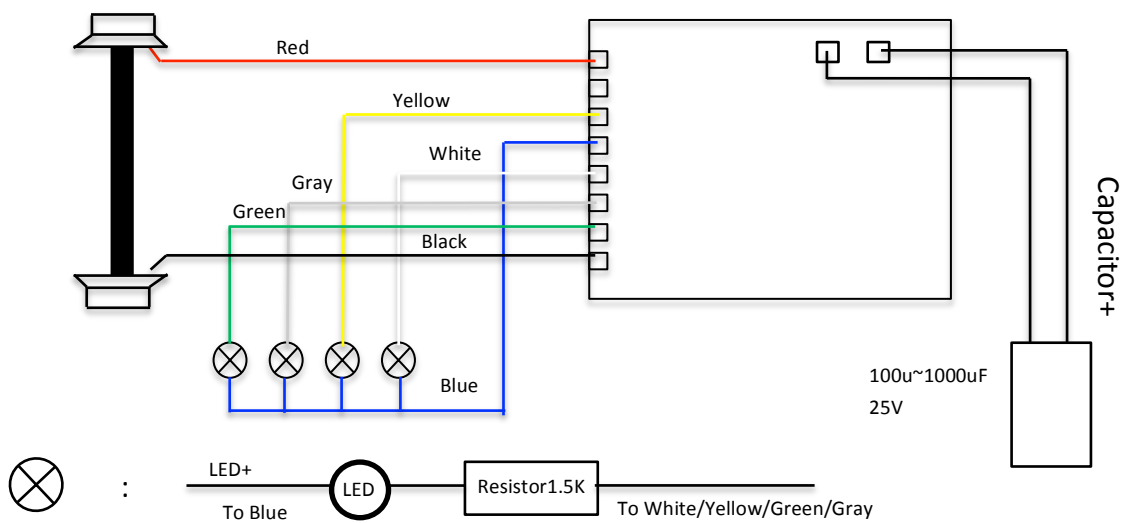 Red
Yellow
White
Gray
Green
Black
Blue
Capacitor+
100u~1000uF
25V
:
LED+
To Blue
LED
Resistor1.5K
To White/Yellow/Green/Gray